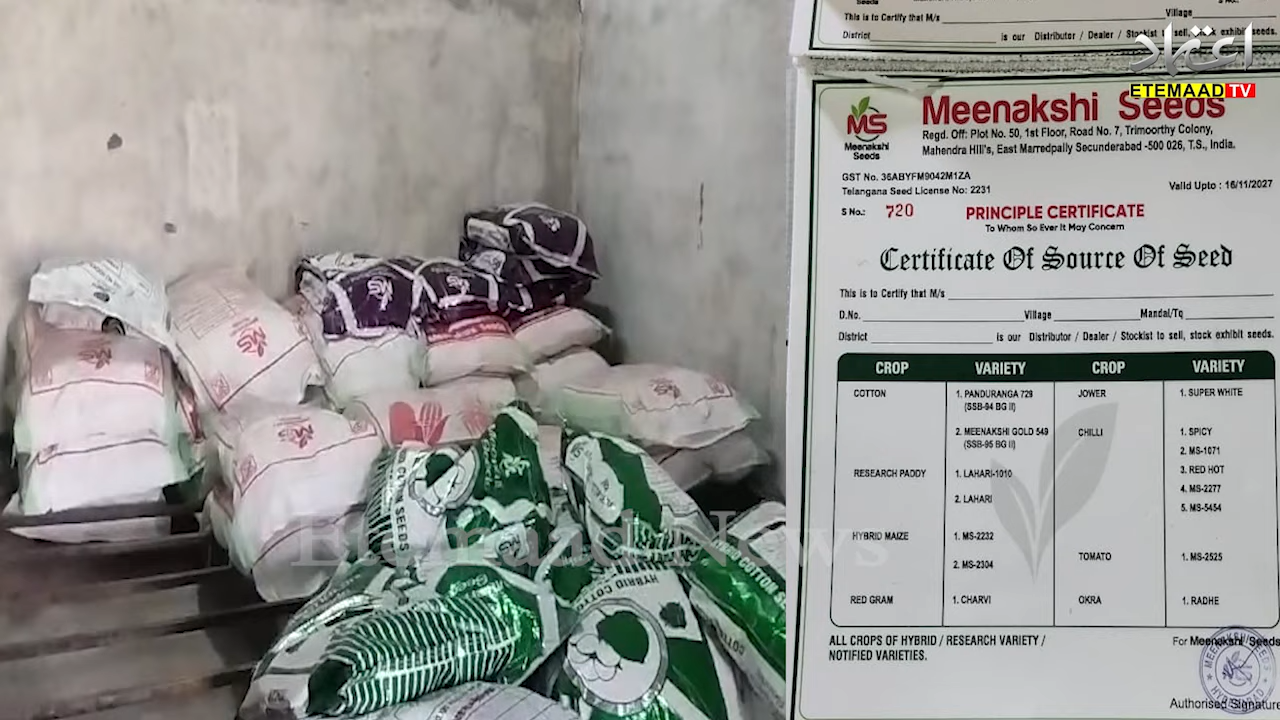 This is to Certify that M/s Village
District is our Distributor / Dealer / Stockist to sell, stock exhibit seeds.
اعتماد
ETEMAAD TV
MS
Meenakshi
Seeds
Meenakshi Seeds
Regd. Off: Plot No. 50, 1st Floor, Road No. 7, Trimoorthy Colony,
Mahendra Hill's, East Marredpally Secunderabad -500 026, T.S., India.
GST No. 36ABYFM9042M1ZA
Telangana Seed License No: 2231
Valid Upto : 16/11/2027
S No.: 720
PRINCIPLE CERTIFICATE
To Whom So Ever It May Concern
Certificate Of Source Of Seed
This is to Certify that M/s
D.No. Village Mandal/Tq
District is our Distributor / Dealer / Stockist to sell, stock exhibit seeds.
CROP VARIETY CROP VARIETY
COTTON 1. PANDURANGA 729 JOWER 1. SUPER WHITE
(SSB-94 BG II)
2. MEENAKSHI GOLD 549 CHILLI 1. SPICY
(SSB-95 BG II)
2. MS-1071
RESEARCH PADDY 1. LAHARI-1010 3. RED HOT
2. LAHARI 4. MS-2277
5. MS-5454
HYBRID MAIZE 1. MS-2232
2. MS-2304 TOMATO 1. MS-2525
RED GRAM 1. CHARVI OKRA 1. RADHE
ALL CROPS OF HYBRID / RESEARCH VARIETY /
NOTIFIED VARIETIES.
For Meenakshi Seeds
MEENAKSHI SEEDS
HYDERABAD
Authorised Signature
Etemaad News
MS
HYBRID COTTON